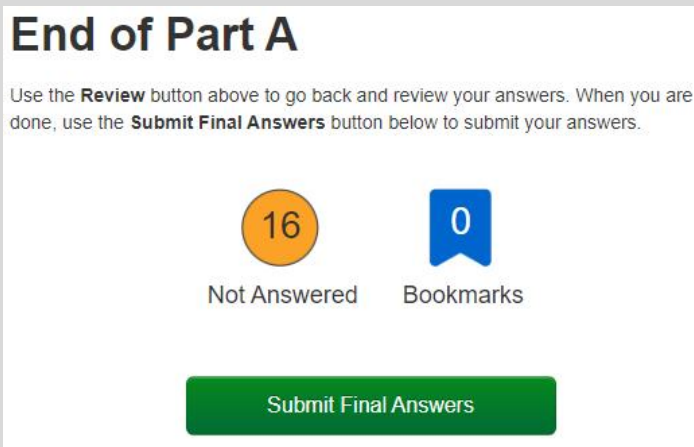 End of Part A
Use the Review button above to go back and review your answers. When you are
done, use the Submit Final Answers button below to submit your answers.
16
0
Not Answered
Bookmarks
Submit Final Answers